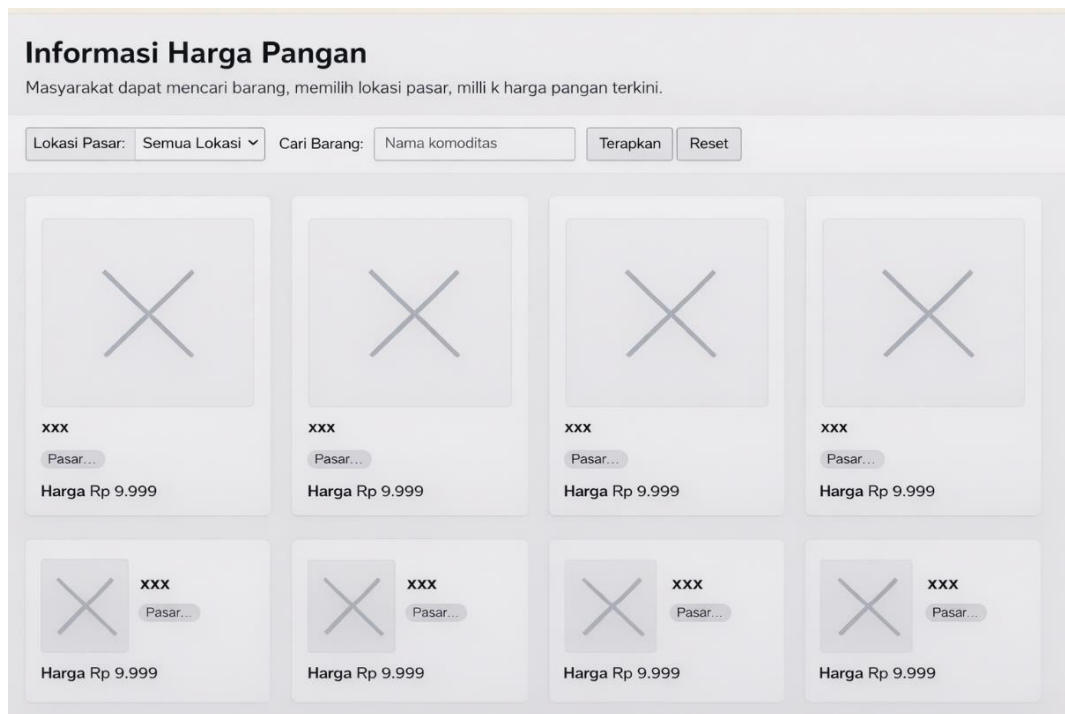 Informasi Harga Pangan
Masyarakat dapat mencari barang, memilih lokasi pasar, milli k harga pangan terkini.
Lokasi Pasar: Semua Lokasi Cari Barang: Nama komoditas Terapkan Reset
xxx xxx xxx xxx
Pasar... Pasar... Pasar... Pasar...
Harga Rp 9.999 Harga Rp 9.999 Harga Rp 9.999 Harga Rp 9.999
xxx xxx xxx xxx
Pasar... Pasar... Pasar... Pasar...
Harga Rp 9.999 Harga Rp 9.999 Harga Rp 9.999 Harga Rp 9.999